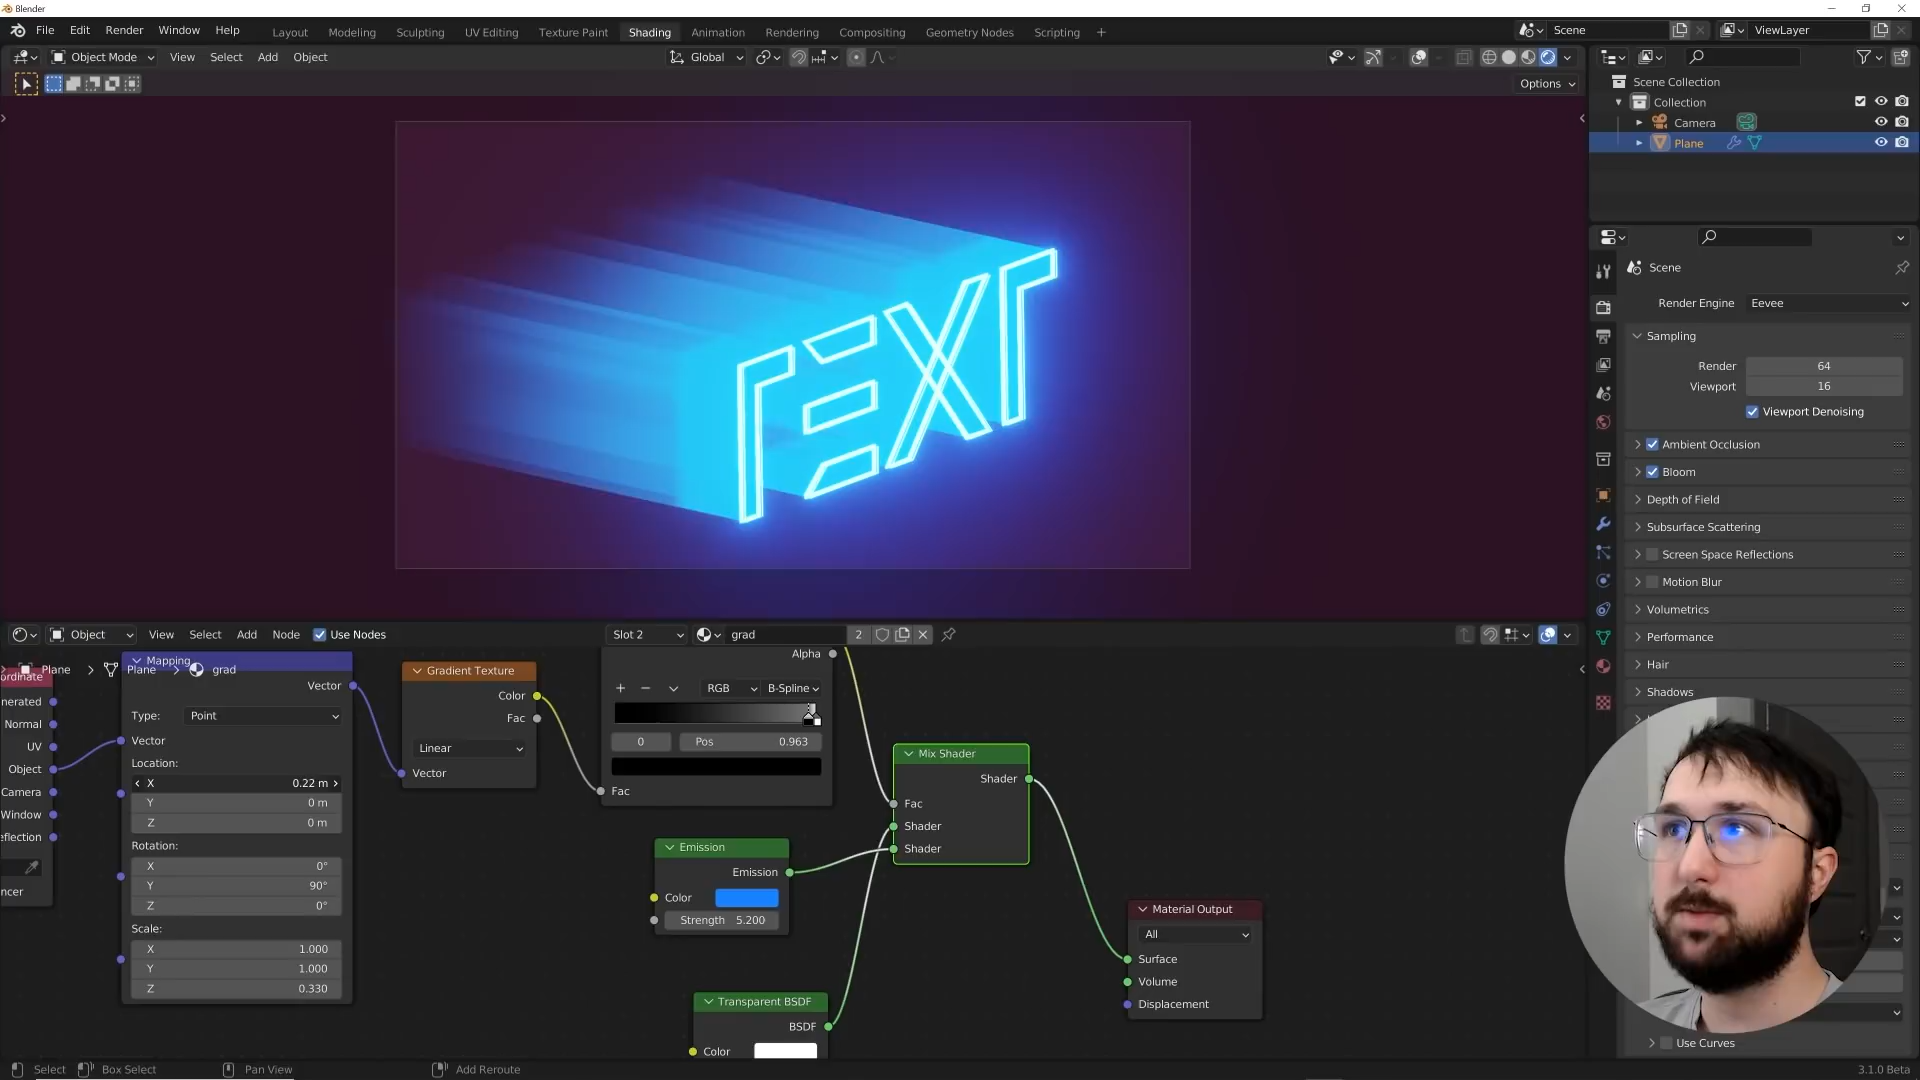 Blender
File Edit Render Window Help
Layout Modeling Sculpting UV Editing Texture Paint Shading Animation Rendering Compositing Geometry Nodes Scripting +
Scene
ViewLayer
Object Mode View Select Add Object
Global
Options
Scene Collection
Collection
Camera
Plane
TEXT
Scene
Render Engine Eevee
Sampling
Render 64
Viewport 16
Viewport Denoising
Ambient Occlusion
Bloom
Depth of Field
Subsurface Scattering
Screen Space Reflections
Motion Blur
Volumetrics
Performance
Hair
Shadows
Use Curves
Object View Select Add Node Use Nodes
Slot 2
grad 2
Plane Plane grad
ordinate
nerated
Normal
UV
Object
Camera
Window
eflection
ncer
Mapping
Vector
Type: Point
Vector
Location:
X 0.22 m
Y 0 m
Z 0 m
Rotation:
X 0°
Y 90°
Z 0°
Scale:
X 1.000
Y 1.000
Z 0.330
Gradient Texture
Color
Fac
Linear
Vector
Alpha
RGB B-Spline
0 Pos 0.963
Fac
Emission
Emission
Color
Strength 5.200
Transparent BSDF
BSDF
Color
Mix Shader
Shader
Fac
Shader
Shader
Material Output
All
Surface
Volume
Displacement
Select Box Select Pan View Add Reroute
3.1.0 Beta